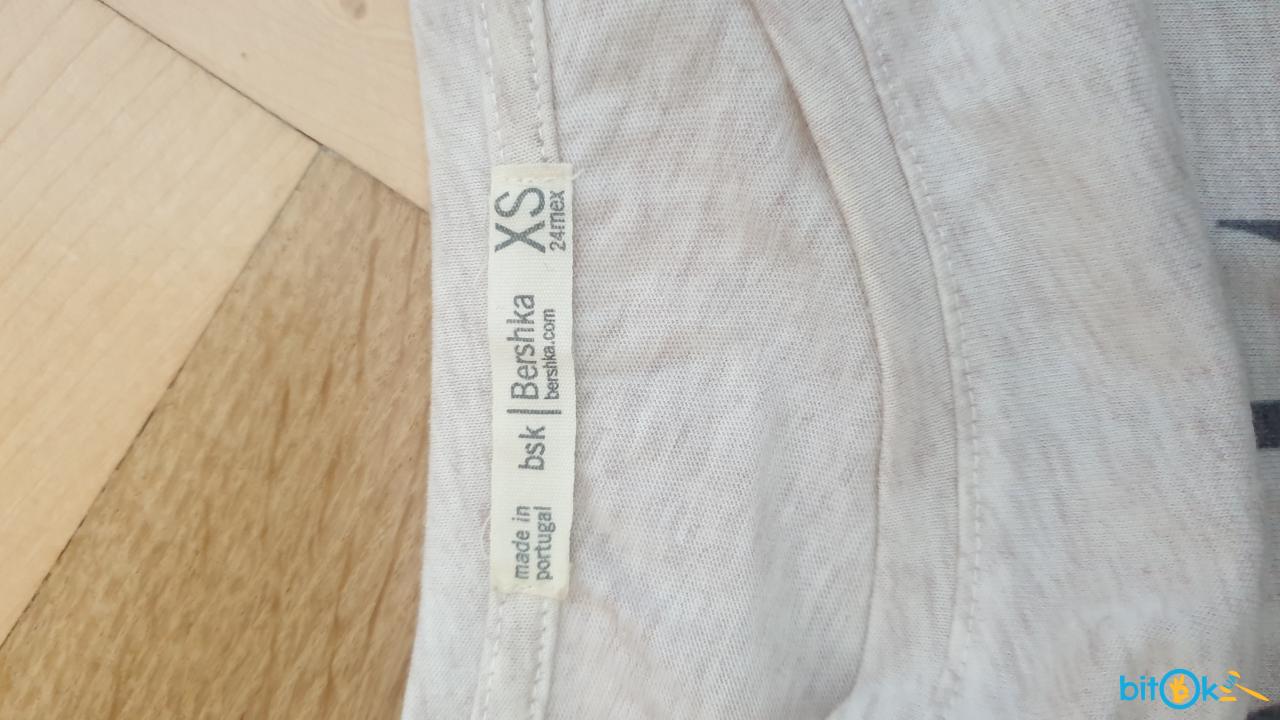 made in
portugal
bsk | Bershka
bershka.com
XS
24mex
bitOk